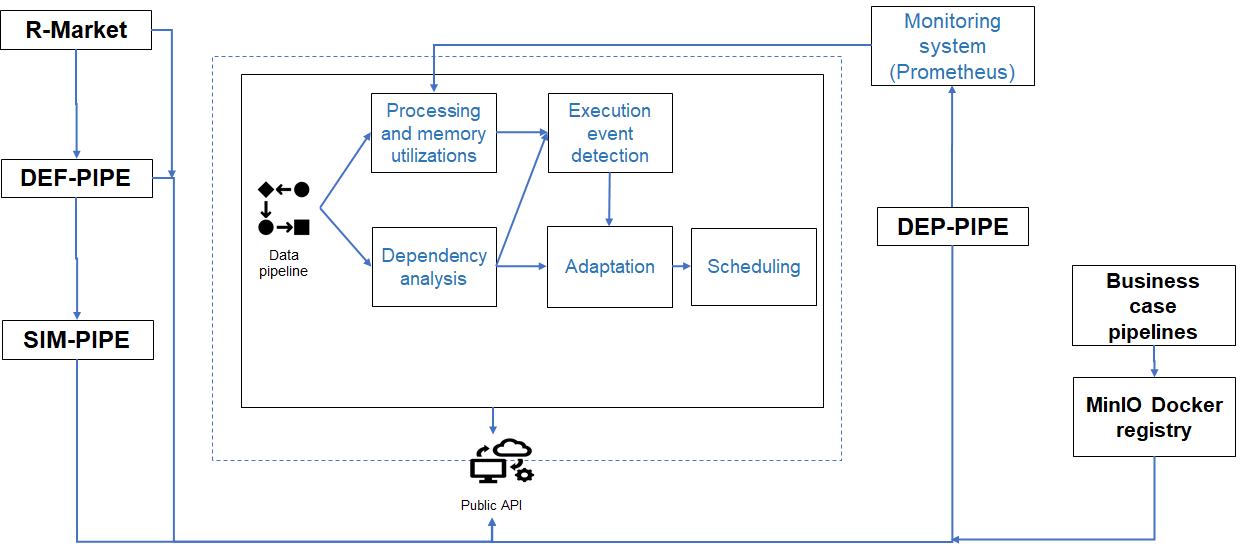 R-Market
DEF-PIPE
SIM-PIPE
Data
pipeline
Processing
and memory
utilizations
Execution
event
detection
Dependency
analysis
Adaptation
Scheduling
Public API
Monitoring
system
(Prometheus)
DEP-PIPE
Business
case
pipelines
MinIO Docker
registry